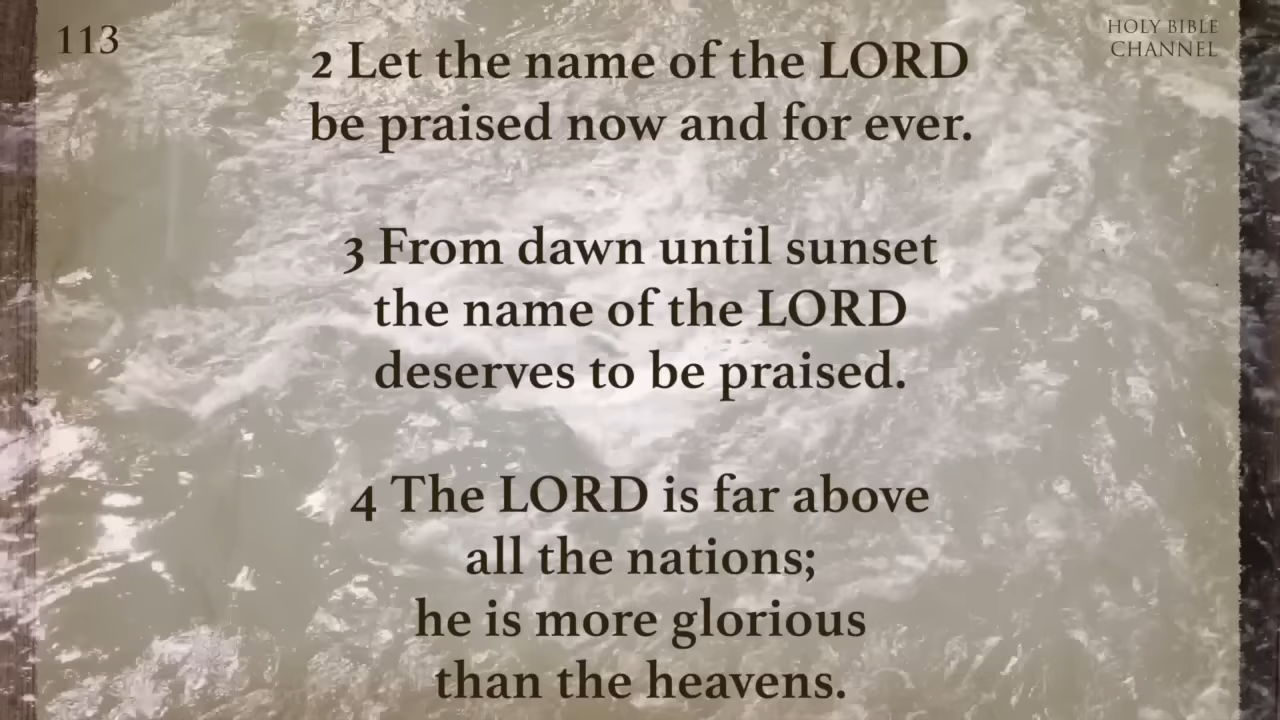 113
HOLY BIBLE
CHANNEL
2 Let the name of the LORD
be praised now and for ever.
3 From dawn until sunset
the name of the LORD
deserves to be praised.
4 The LORD is far above
all the nations;
he is more glorious
than the heavens.